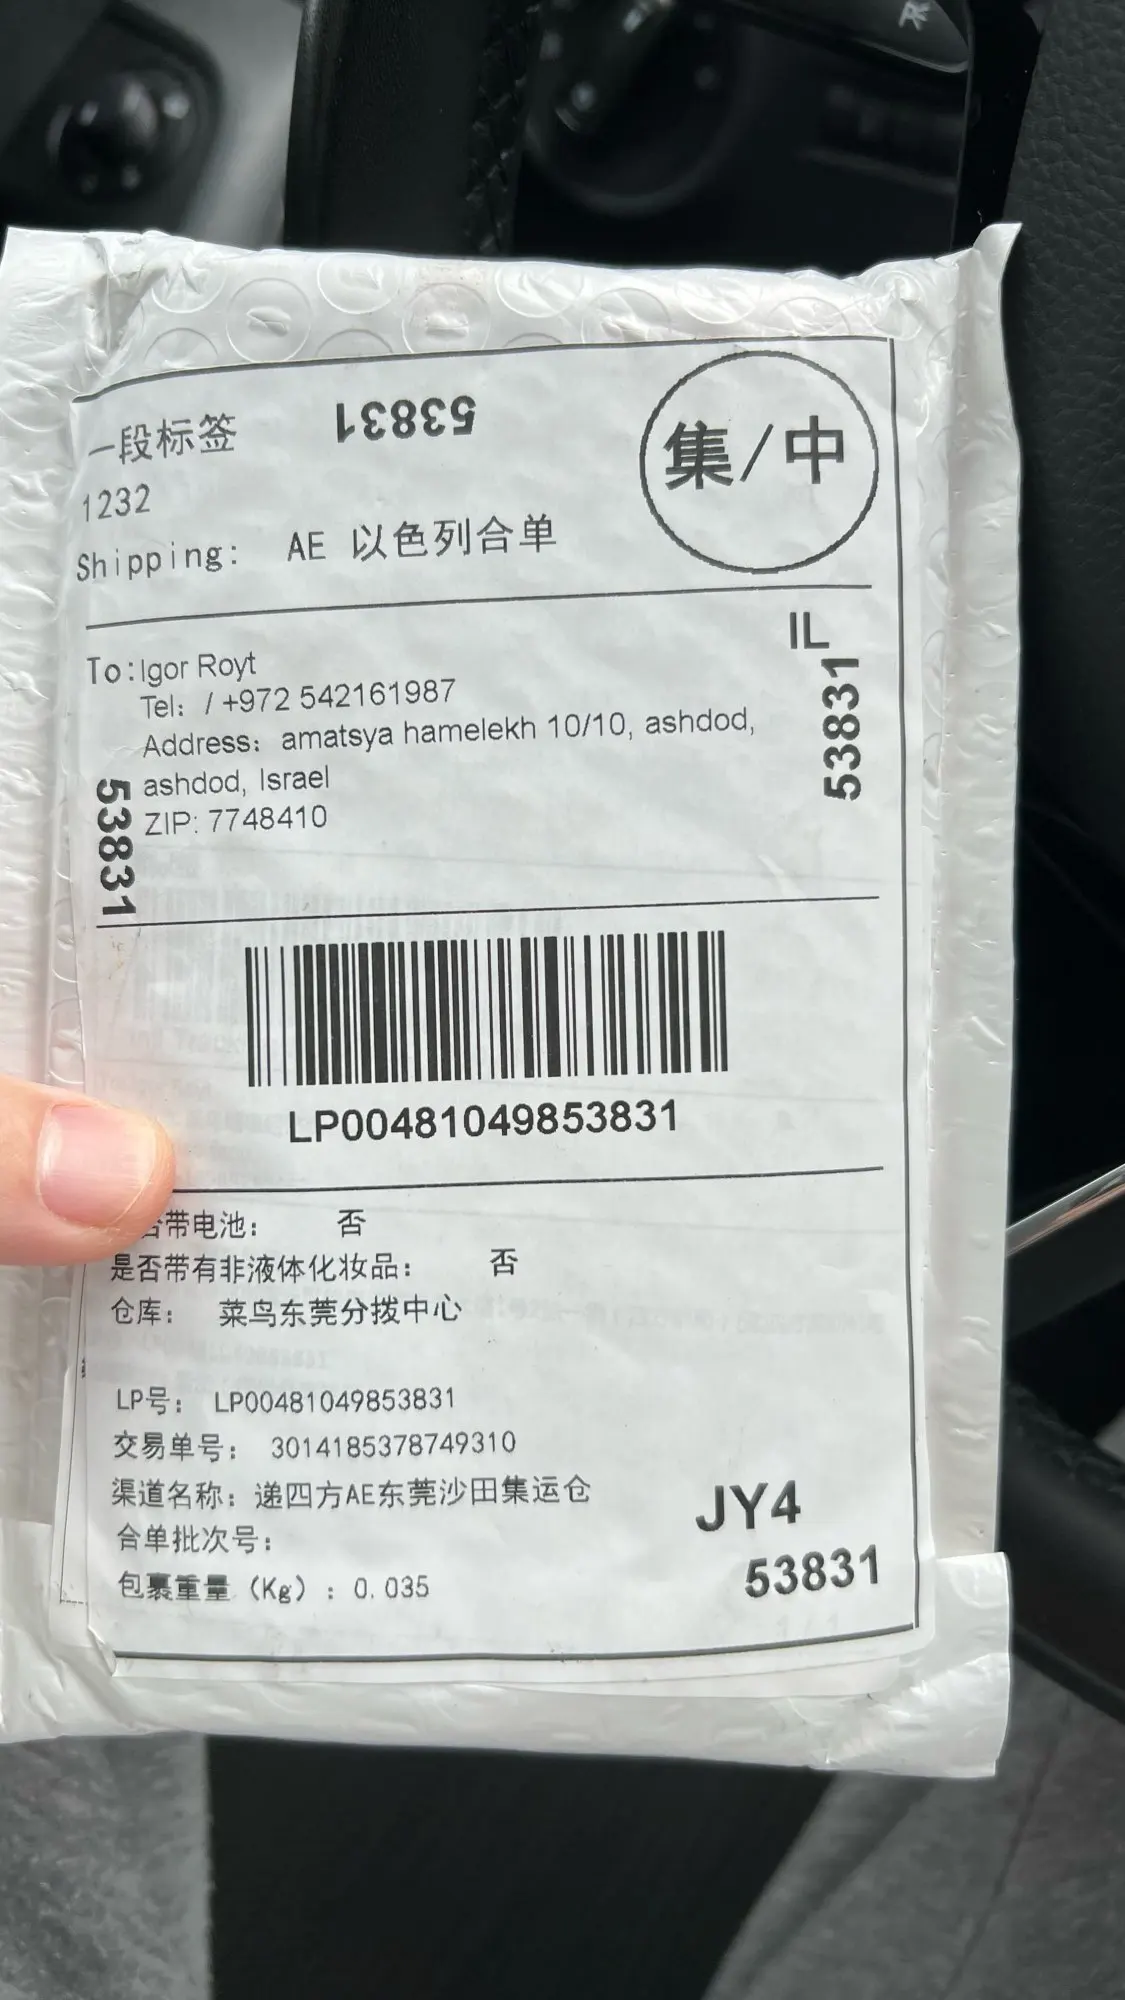 一段标签
53831
集/中
1232
Shipping: AE 以色列合单
IL
53831
To:Igor Royt
Tel: / +972 542161987
Address: amatsya hamelekh 10/10, ashdod,
ashdod, Israel
ZIP: 7748410
53831
LP00481049853831
否带电池: 否
是否带有非液体化妆品: 否
仓库: 菜鸟东莞分拨中心
LP号: LP00481049853831
交易单号: 3014185378749310
渠道名称: 递四方AE东莞沙田集运仓
合单批次号:
包裹重量 (Kg) : 0.035
JY4
53831
1/1